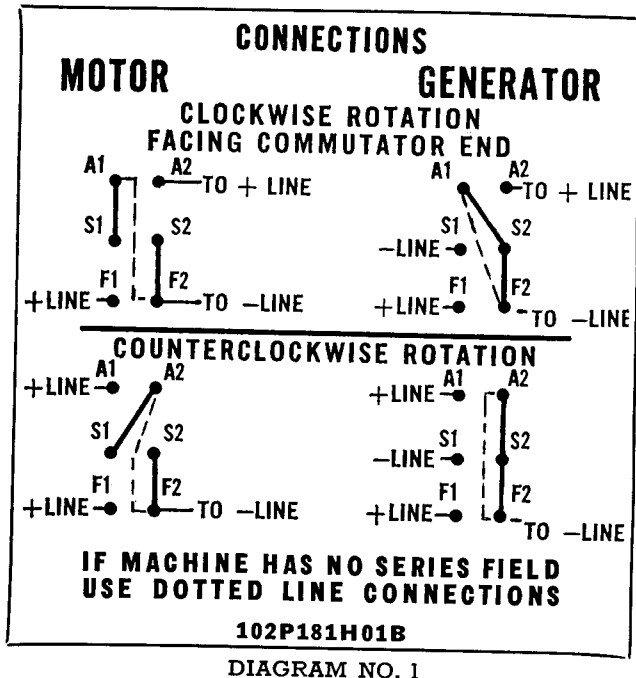 CONNECTIONS
MOTOR GENERATOR
CLOCKWISE ROTATION
FACING COMMUTATOR END
A1 A2 TO + LINE A1 A2 TO + LINE
S1 S2 S1 S2
-LINE
F1 F2 F1 F2
+LINE TO -LINE +LINE TO -LINE
COUNTERCLOCKWISE ROTATION
+LINE A1 A2 +LINE A1 A2
S1 S2 -LINE S1 S2
F1 F2 F1 F2
+LINE TO -LINE +LINE TO -LINE
IF MACHINE HAS NO SERIES FIELD
USE DOTTED LINE CONNECTIONS
102P181H01B
DIAGRAM NO. 1